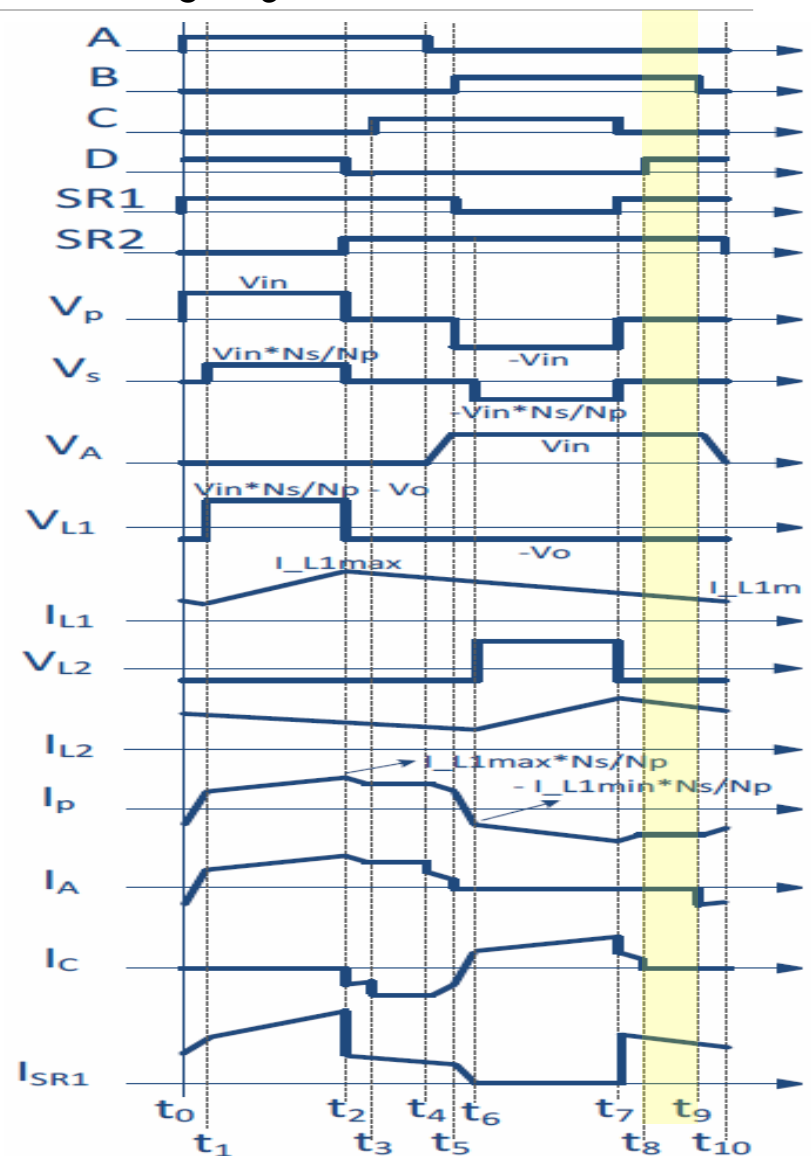 A
B
C
D
SR1
SR2
Vin
Vp
-Vin
Vin*Ns/Np
Vs
-Vin*Ns/Np
VA
Vin
Vin*Ns/Np - Vo
VL1
-Vo
I_L1max
I_L1m
IL1
VL2
IL2
I_L1max*Ns/Np
- I_L1min*Ns/Np
Ip
IA
IC
ISR1
t0 t2 t4 t6 t7 t9
t1 t3 t5 t8 t10